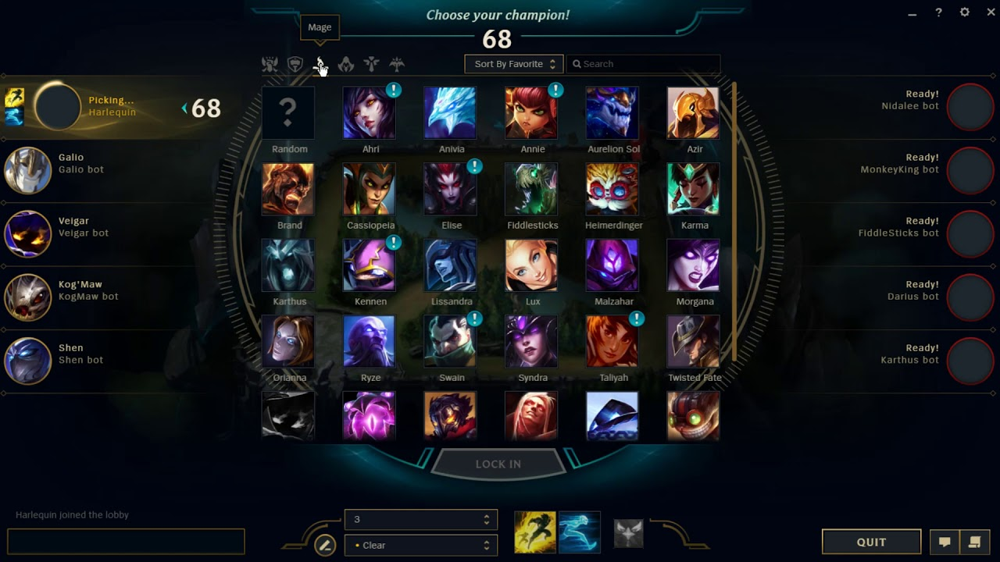 Choose your champion!
Mage
68
Sort By Favorite
Search
Picking...
Harlequin
68
Galio
Galio bot
Veigar
Veigar bot
Kog'Maw
KogMaw bot
Shen
Shen bot
?
Random
Ahri
Anivia
Annie
Aurelion Sol
Azir
Brand
Cassiopeia
Elise
Fiddlesticks
Heimerdinger
Karma
Karthus
Kennen
Lissandra
Lux
Malzahar
Morgana
Orianna
Ryze
Swain
Syndra
Taliyah
Twisted Fate
Ready!
Nidalee bot
Ready!
MonkeyKing bot
Ready!
FiddleSticks bot
Ready!
Darius bot
Ready!
Karthus bot
LOCK IN
Harlequin joined the lobby
3
• Clear
QUIT